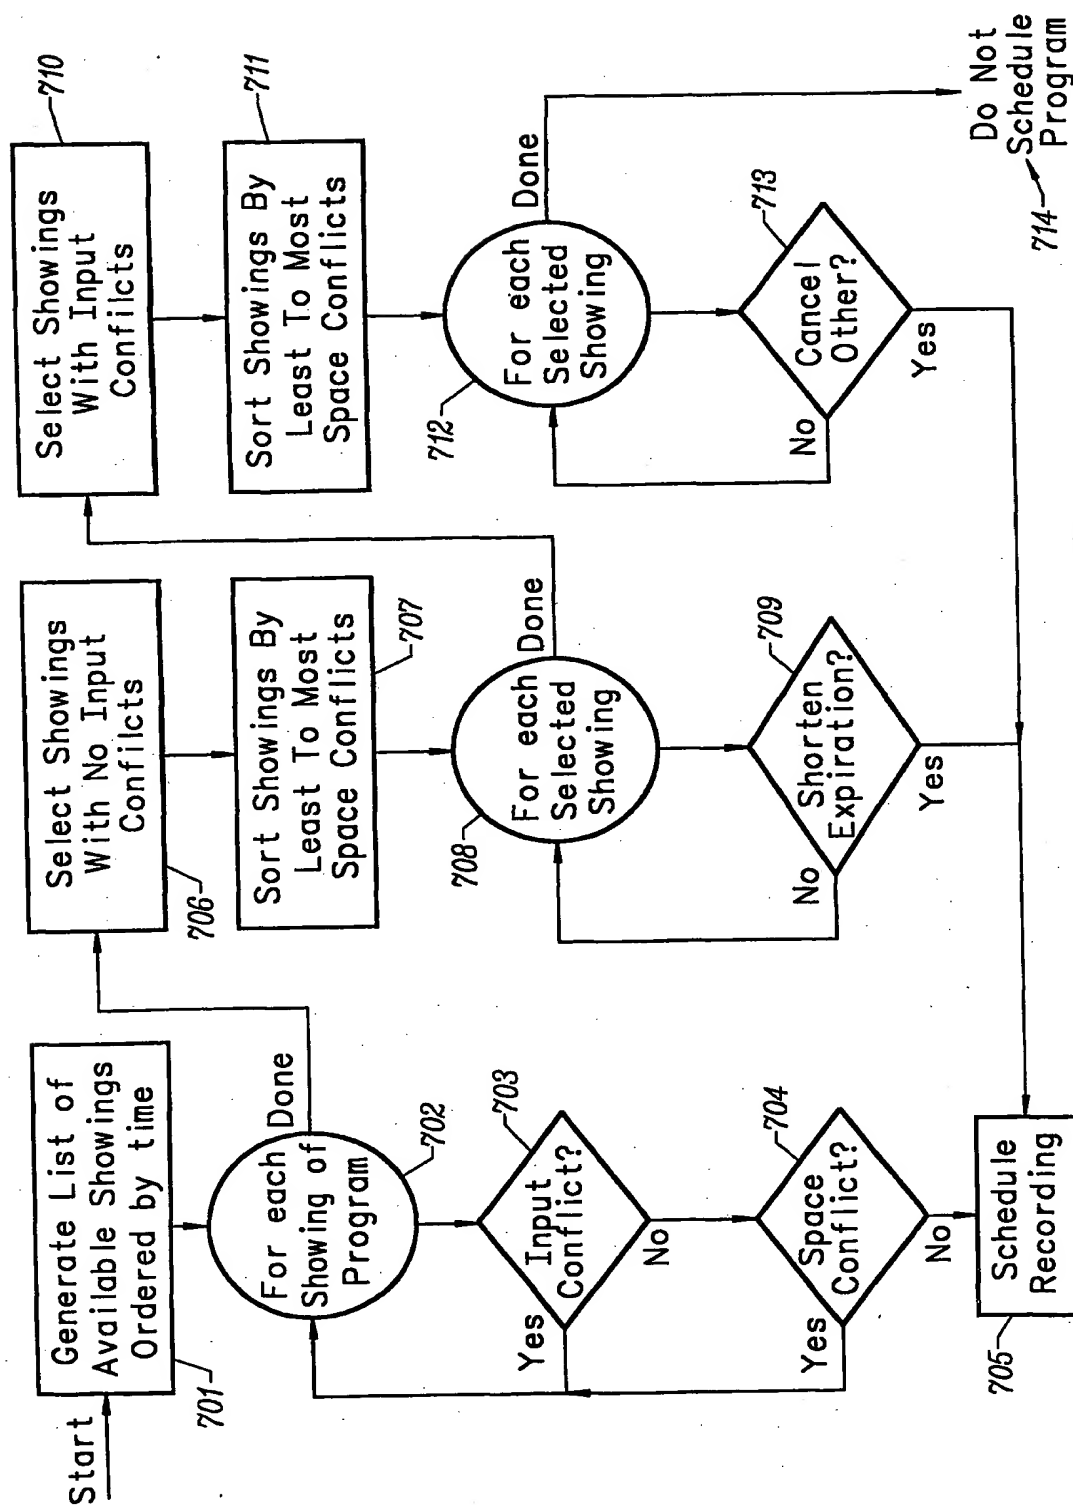 Start
Generate List of
Available Showings
Ordered by time
701
For each
Showing of
Program
Done
702
Input
Conflict?
703
Yes
No
Space
Conflict?
704
Yes
No
Schedule
Recording
705
Select Showings
With No Input
Confilcts
706
Sort Showings By
Least To Most
Space Conflicts
707
For each
Selected
Showing
Done
708
Shorten
Expiration?
709
No
Yes
Select Showings
With Input
Conflicts
710
Sort Showings By
Least To Most
Space Conflicts
711
For each
Selected
Showing
Done
712
Cancel
Other?
713
No
Yes
Do Not
Schedule
Program
714